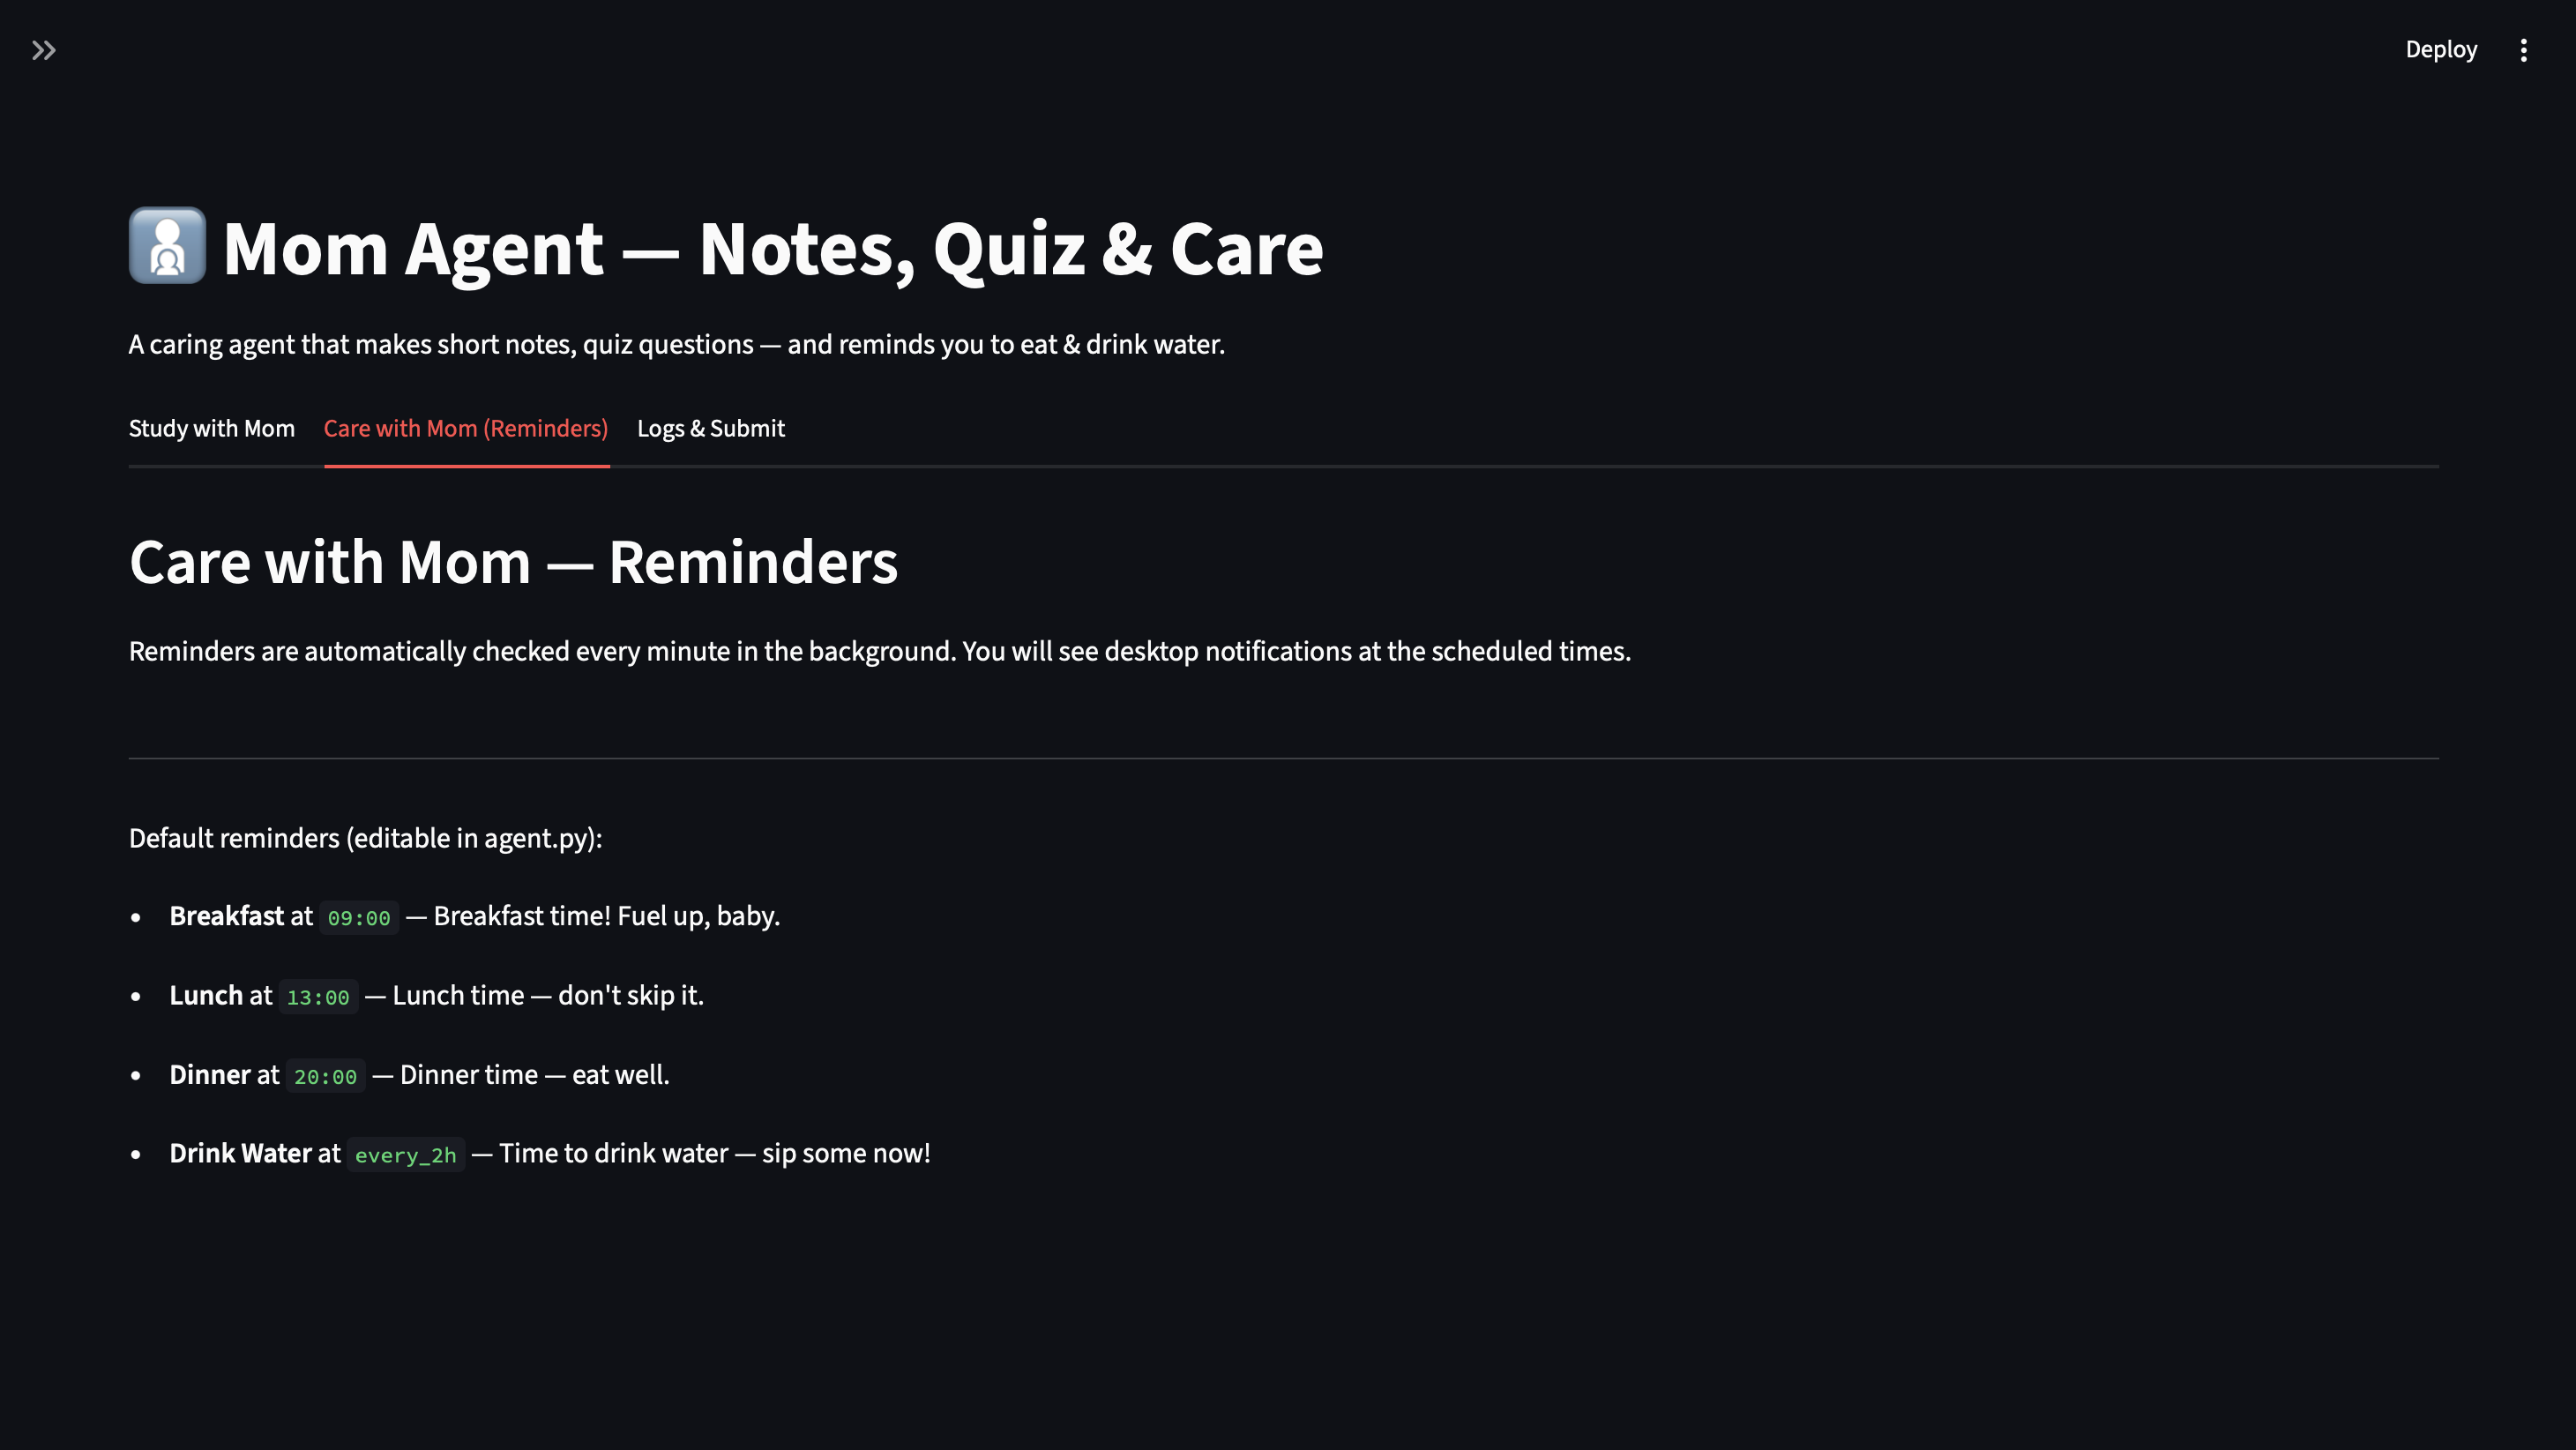 Deploy
Mom Agent — Notes, Quiz & Care
A caring agent that makes short notes, quiz questions — and reminds you to eat & drink water.
Study with Mom
Care with Mom (Reminders)
Logs & Submit
Care with Mom — Reminders
Reminders are automatically checked every minute in the background. You will see desktop notifications at the scheduled times.
Default reminders (editable in agent.py):
• Breakfast at 09:00 — Breakfast time! Fuel up, baby.
• Lunch at 13:00 — Lunch time — don't skip it.
• Dinner at 20:00 — Dinner time — eat well.
• Drink Water at every_2h — Time to drink water — sip some now!